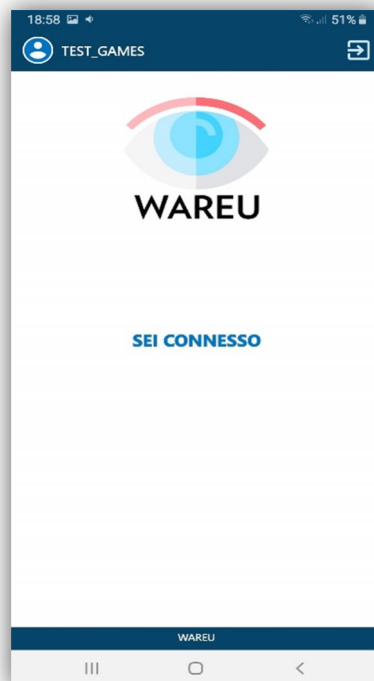 18:58 51%
TEST_GAMES
WAREU
SEI CONNESSO
WAREU